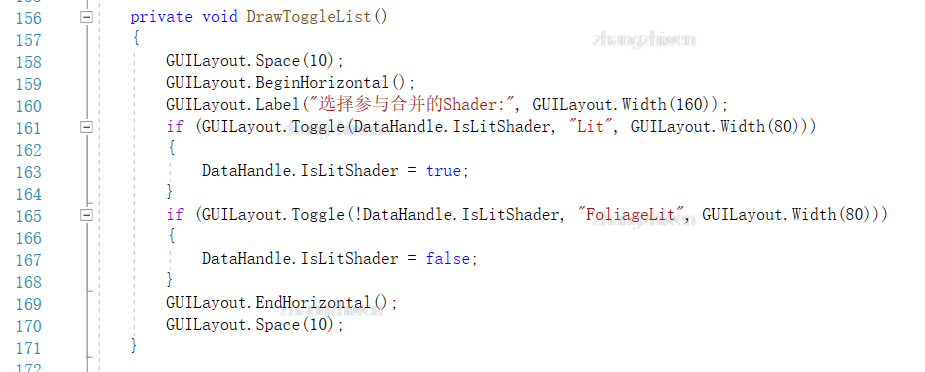 156 private void DrawToggleList()
157 {
158 GUILayout.Space(10);
159 GUILayout.BeginHorizontal();
160 GUILayout.Label("选择参与合并的Shader:", GUILayout.Width(160));
161 if (GUILayout.Toggle(DataHandle.IsLitShader, "Lit", GUILayout.Width(80)))
162 {
163 DataHandle.IsLitShader = true;
164 }
165 if (GUILayout.Toggle(!DataHandle.IsLitShader, "FoliageLit", GUILayout.Width(80)))
166 {
167 DataHandle.IsLitShader = false;
168 }
169 GUILayout.EndHorizontal();
170 GUILayout.Space(10);
171 }
172